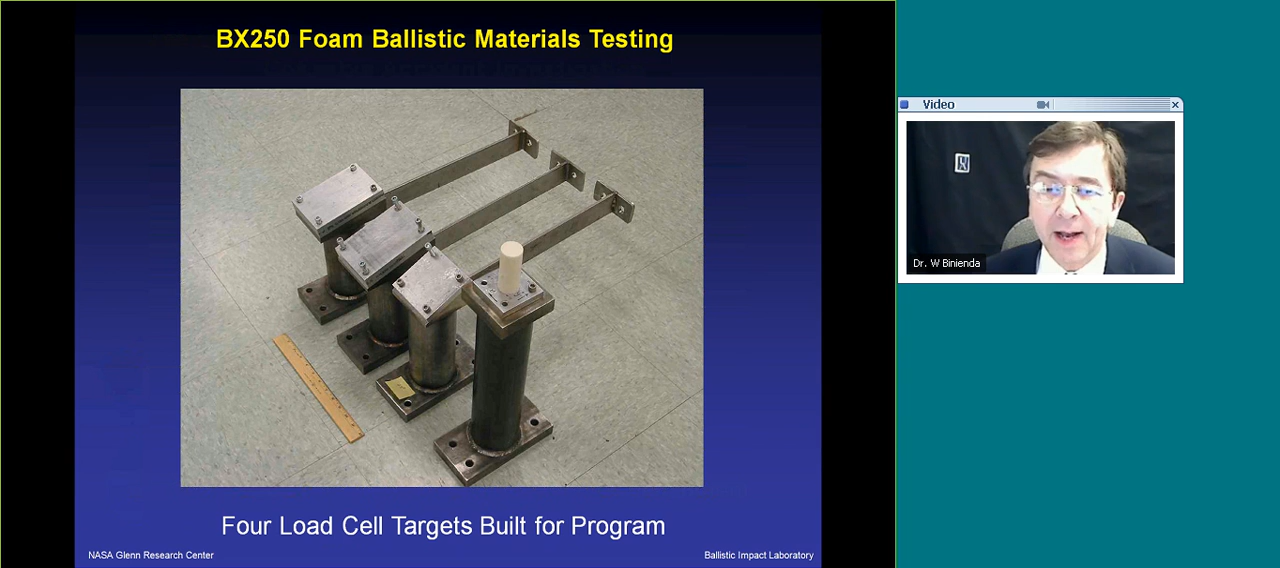 BX250 Foam Ballistic Materials Testing
Four Load Cell Targets Built for Program
NASA Glenn Research Center
Ballistic Impact Laboratory
Video
Dr. W Binienda